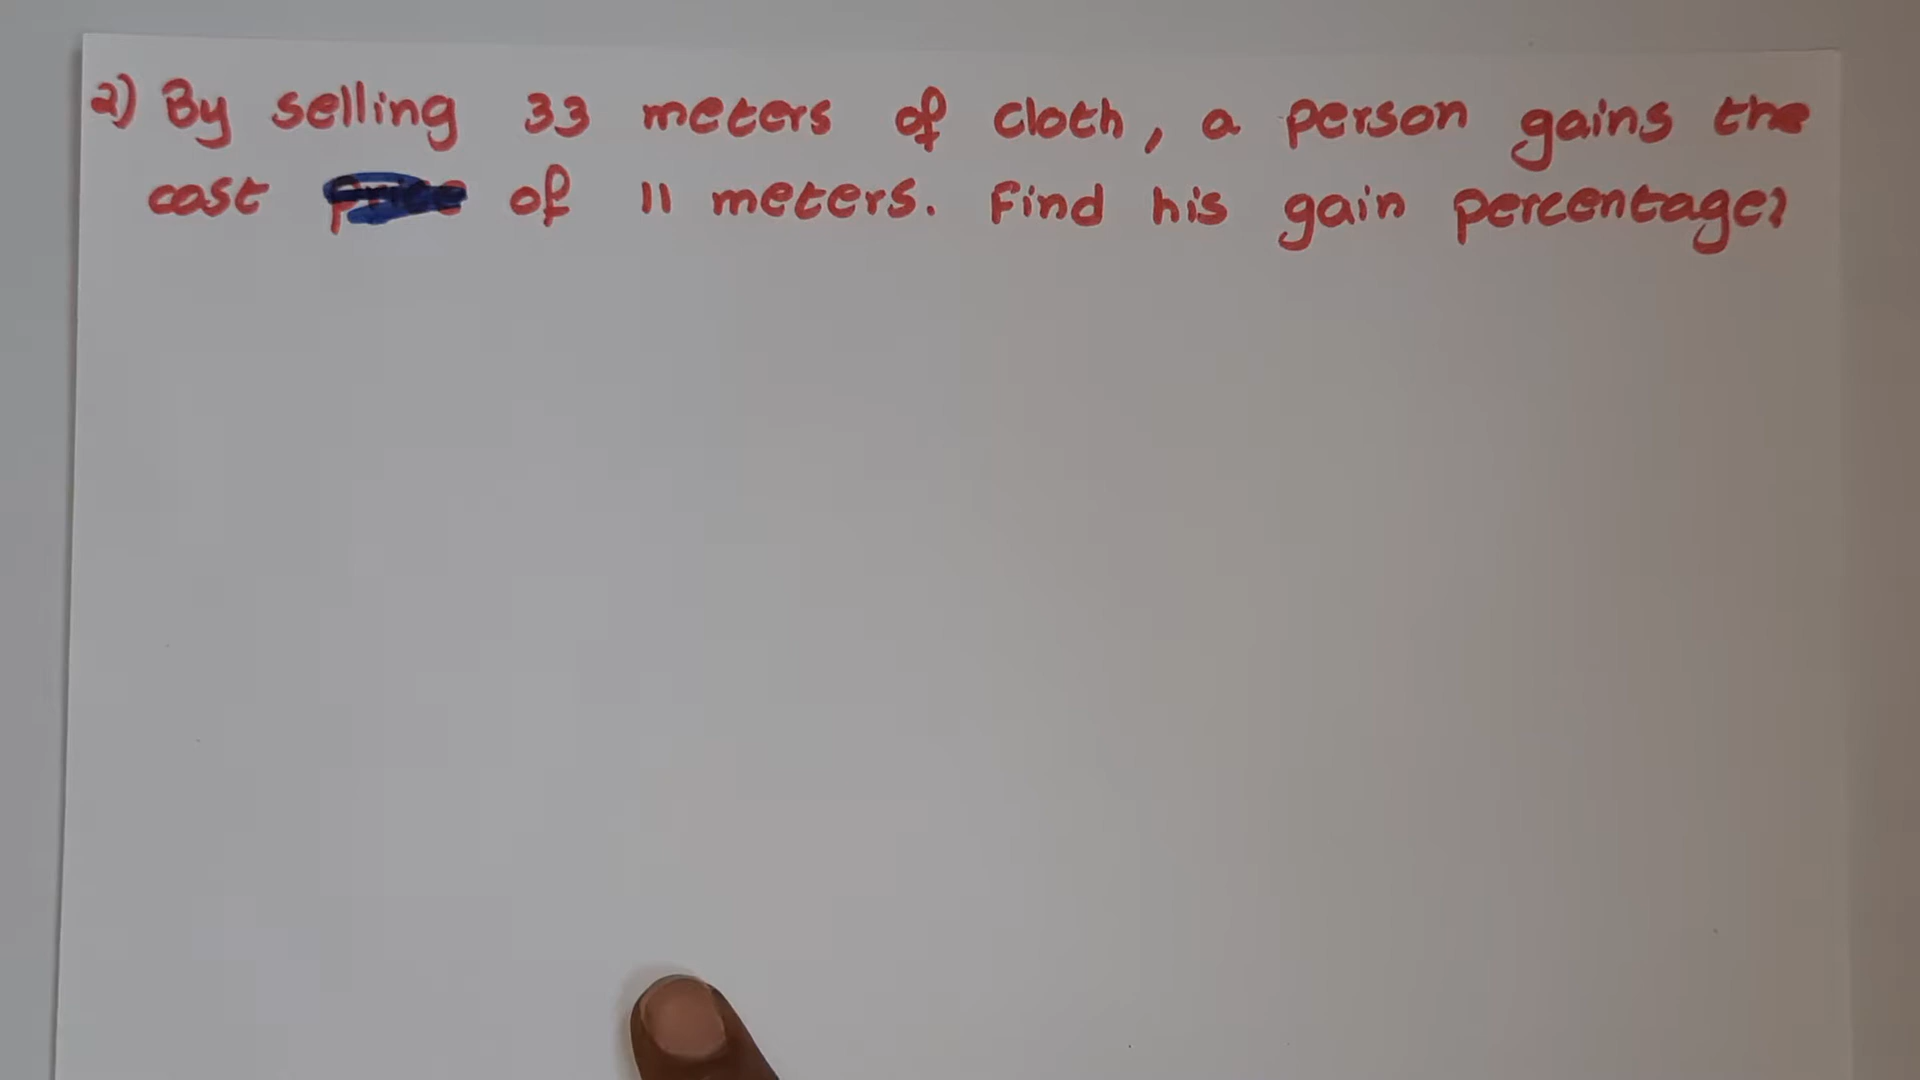 2) By selling 33 meters of cloth, a person gains the
cost of 11 meters. Find his gain percentage?